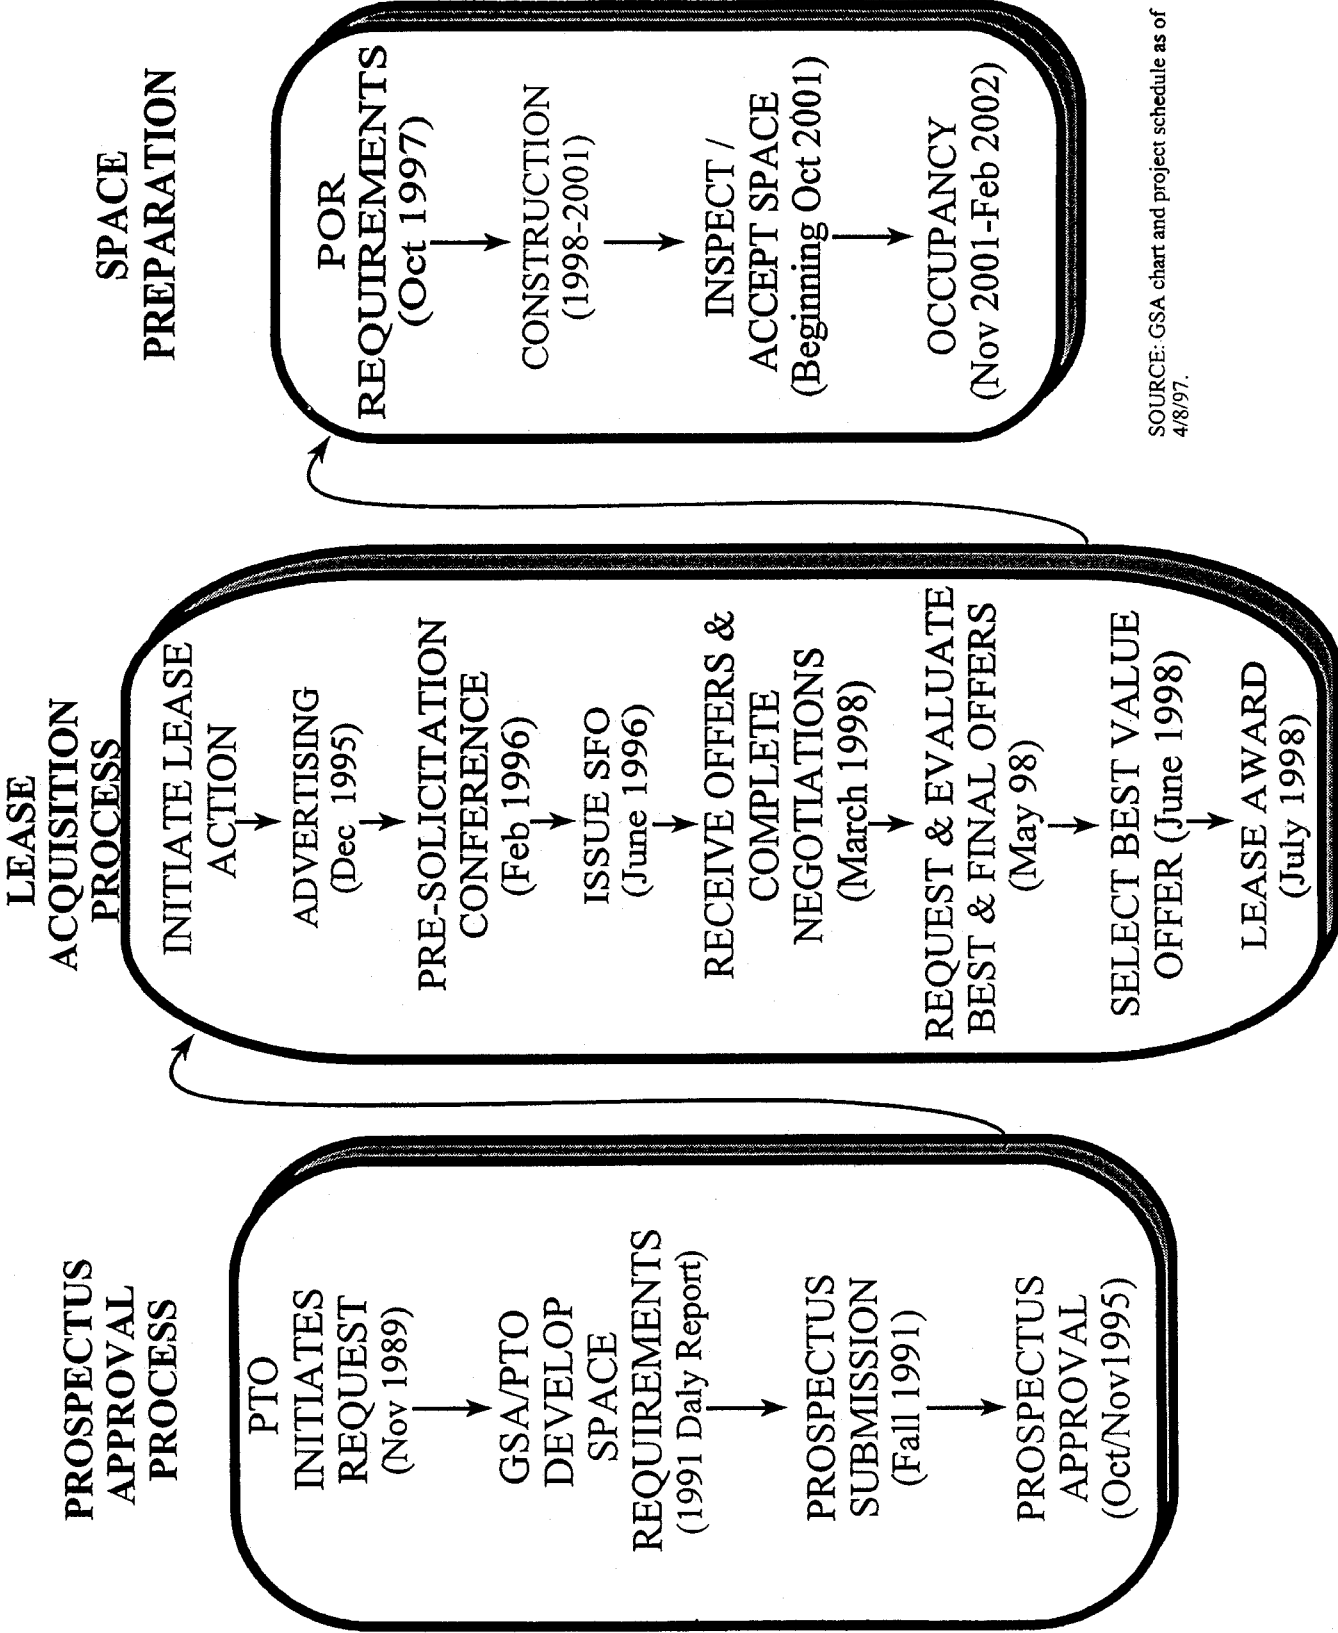 PROSPECTUS
APPROVAL
PROCESS
PTO
INITIATES
REQUEST
(Nov 1989)
GSA/PTO
DEVELOP
SPACE
REQUIREMENTS
(1991 Daly Report)
PROSPECTUS
SUBMISSION
(Fall 1991)
PROSPECTUS
APPROVAL
(Oct/Nov1995)
LEASE
ACQUISITION
PROCESS
INITIATE LEASE
ACTION
ADVERTISING
(Dec 1995)
PRE-SOLICITATION
CONFERENCE
(Feb 1996)
ISSUE SFO
(June 1996)
RECEIVE OFFERS &
COMPLETE
NEGOTIATIONS
(March 1998)
REQUEST & EVALUATE
BEST & FINAL OFFERS
(May 98)
SELECT BEST VALUE
OFFER (June 1998)
LEASE AWARD
(July 1998)
SPACE
PREPARATION
POR
REQUIREMENTS
(Oct 1997)
CONSTRUCTION
(1998-2001)
INSPECT /
ACCEPT SPACE
(Beginning Oct 2001)
OCCUPANCY
(Nov 2001-Feb 2002)
SOURCE: GSA chart and project schedule as of
4/8/97.